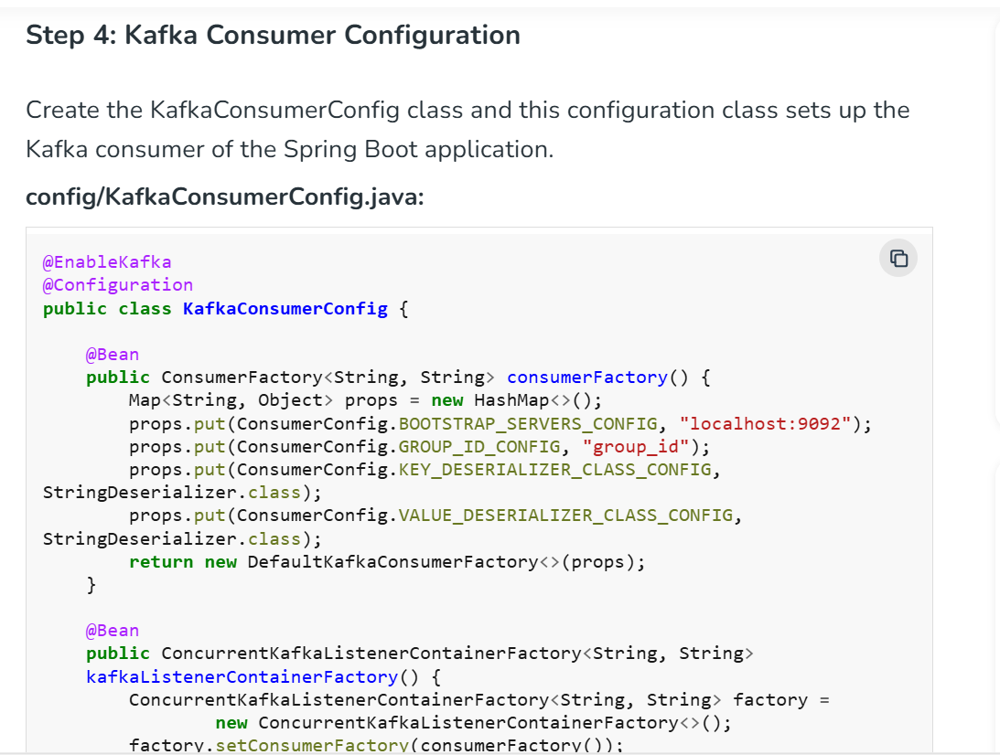 Step 4: Kafka Consumer Configuration
Create the KafkaConsumerConfig class and this configuration class sets up the
Kafka consumer of the Spring Boot application.
config/KafkaConsumerConfig.java:
@EnableKafka
@Configuration
public class KafkaConsumerConfig {
    @Bean
    public ConsumerFactory<String, String> consumerFactory() {
        Map<String, Object> props = new HashMap<>();
        props.put(ConsumerConfig.BOOTSTRAP_SERVERS_CONFIG, "localhost:9092");
        props.put(ConsumerConfig.GROUP_ID_CONFIG, "group_id");
        props.put(ConsumerConfig.KEY_DESERIALIZER_CLASS_CONFIG,
StringDeserializer.class);
        props.put(ConsumerConfig.VALUE_DESERIALIZER_CLASS_CONFIG,
StringDeserializer.class);
        return new DefaultKafkaConsumerFactory<>(props);
    }
    @Bean
    public ConcurrentKafkaListenerContainerFactory<String, String>
    kafkaListenerContainerFactory() {
        ConcurrentKafkaListenerContainerFactory<String, String> factory =
                new ConcurrentKafkaListenerContainerFactory<>();
        factory.setConsumerFactory(consumerFactory());